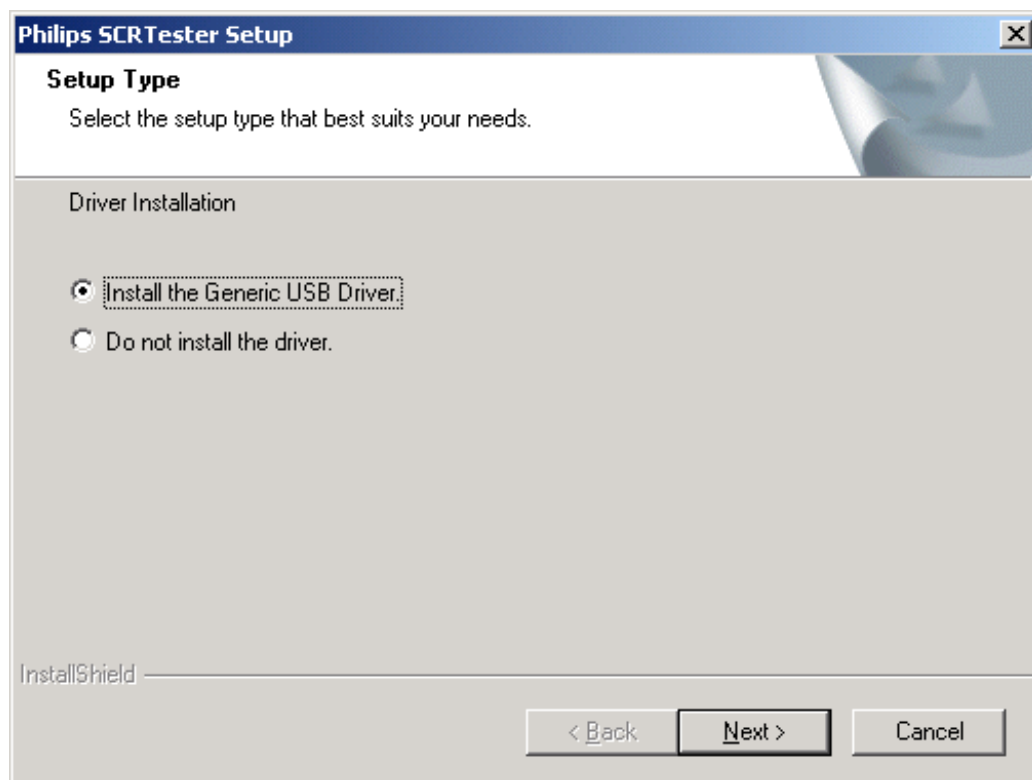 Philips SCRTester Setup
Setup Type
Select the setup type that best suits your needs.
Driver Installation
Install the Generic USB Driver.
Do not install the driver.
InstallShield
< Back Next > Cancel